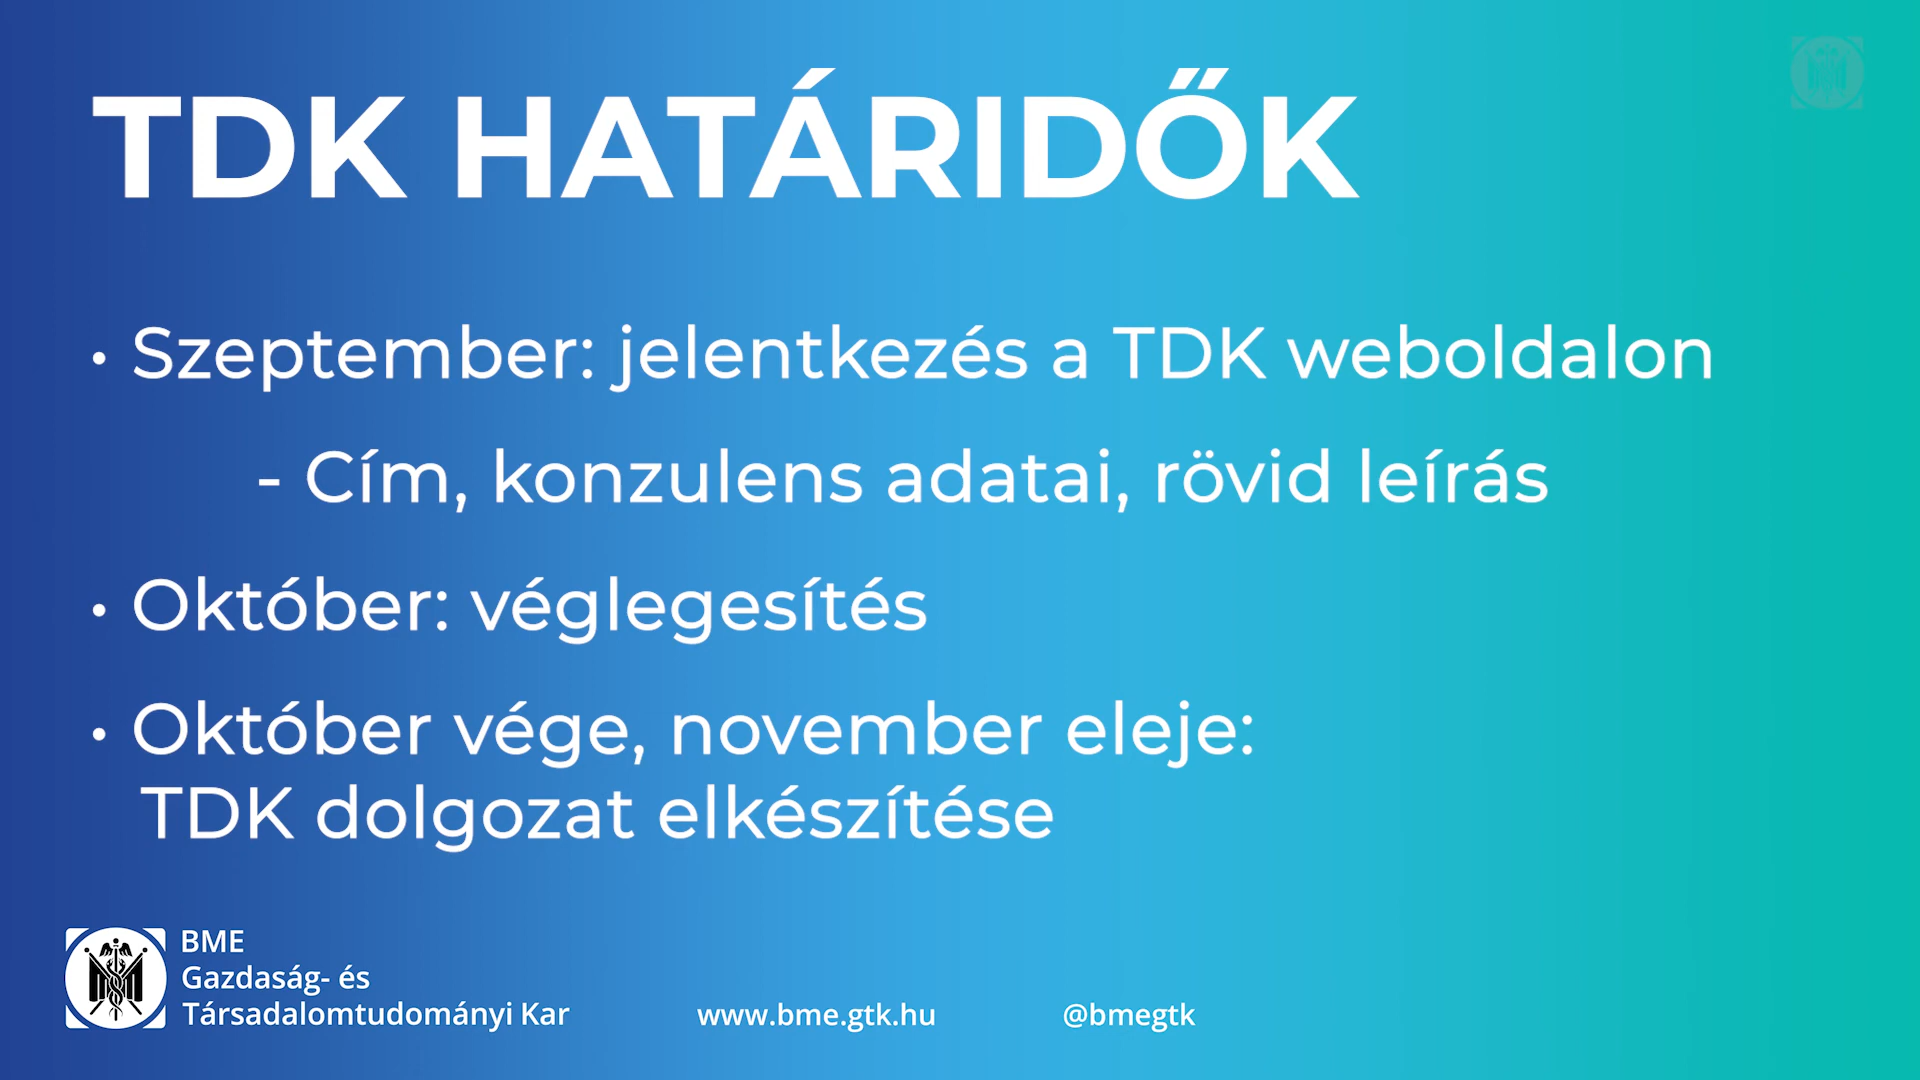 TDK HATÁRIDŐK
• Szeptember: jelentkezés a TDK weboldalon
- Cím, konzulens adatai, rövid leírás
• Október: véglegesítés
• Október vége, november eleje:
TDK dolgozat elkészítése
BME
Gazdaság- és
Társadalomtudományi Kar
www.bme.gtk.hu
@bmegtk